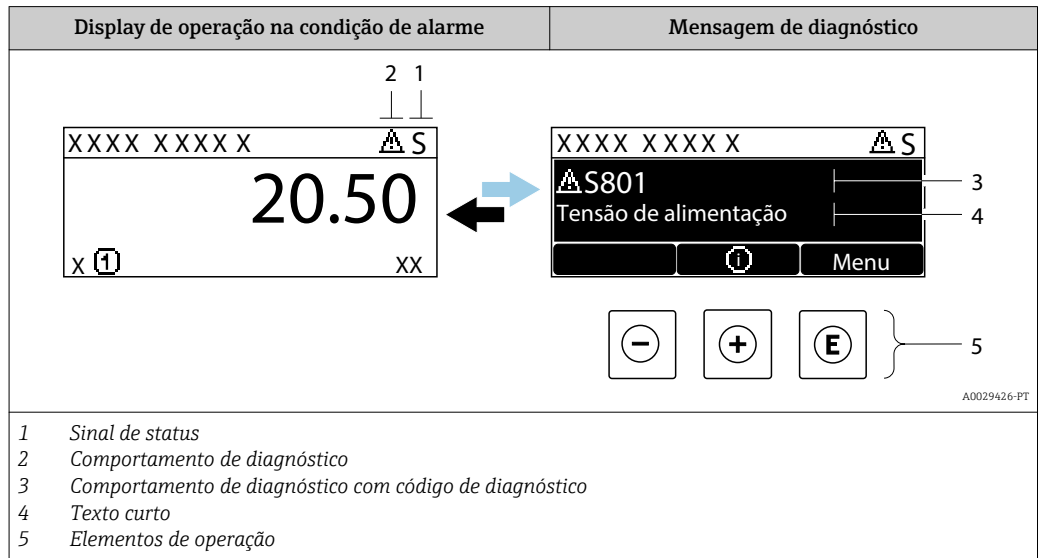 Display de operação na condição de alarme
Mensagem de diagnóstico
2 1
XXXX XXXX X ⚠ S
20.50
X 1 XX
XXXX XXXX X ⚠ S
⚠S801
Tensão de alimentação
i Menu
3
4
- + E
5
A0029426-PT
1 Sinal de status
2 Comportamento de diagnóstico
3 Comportamento de diagnóstico com código de diagnóstico
4 Texto curto
5 Elementos de operação